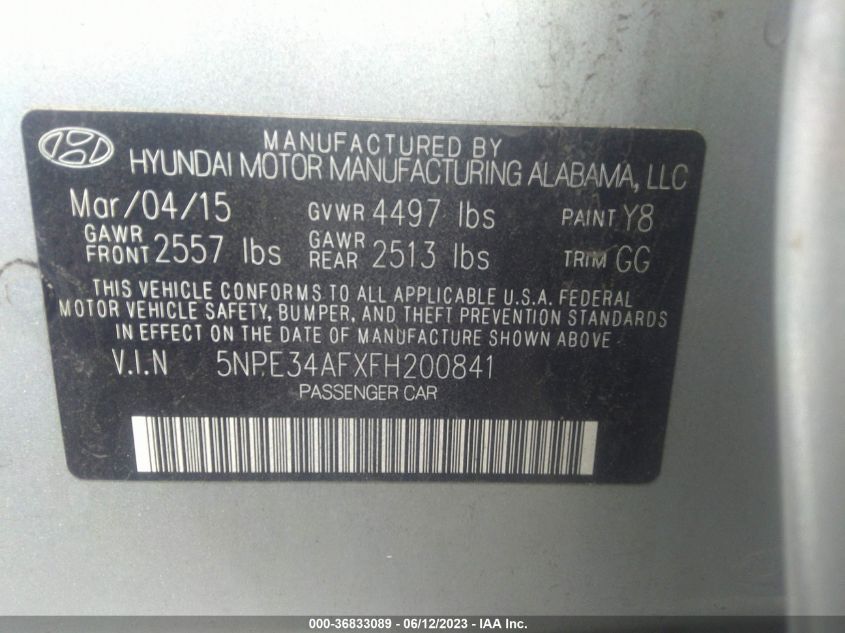 MANUFACTURED BY
HYUNDAI MOTOR MANUFACTURING ALABAMA, LLC
Mar/04/15 GVWR 4497 lbs PAINT Y8
GAWR FRONT 2557 lbs GAWR REAR 2513 lbs TRIM GG
THIS VEHICLE CONFORMS TO ALL APPLICABLE U.S.A. FEDERAL
MOTOR VEHICLE SAFETY, BUMPER, AND THEFT PREVENTION STANDARDS
IN EFFECT ON THE DATE OF MANUFACTURE SHOWN ABOVE.
V.I.N 5NPE34AFXFH200841
PASSENGER CAR
000-36833089 - 06/12/2023 - IAA Inc.